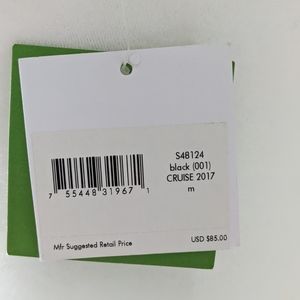 S48124
black (001)
CRUISE 2017
m
7 55448 31967 1
Mfr Suggested Retail Price
USD $85.00